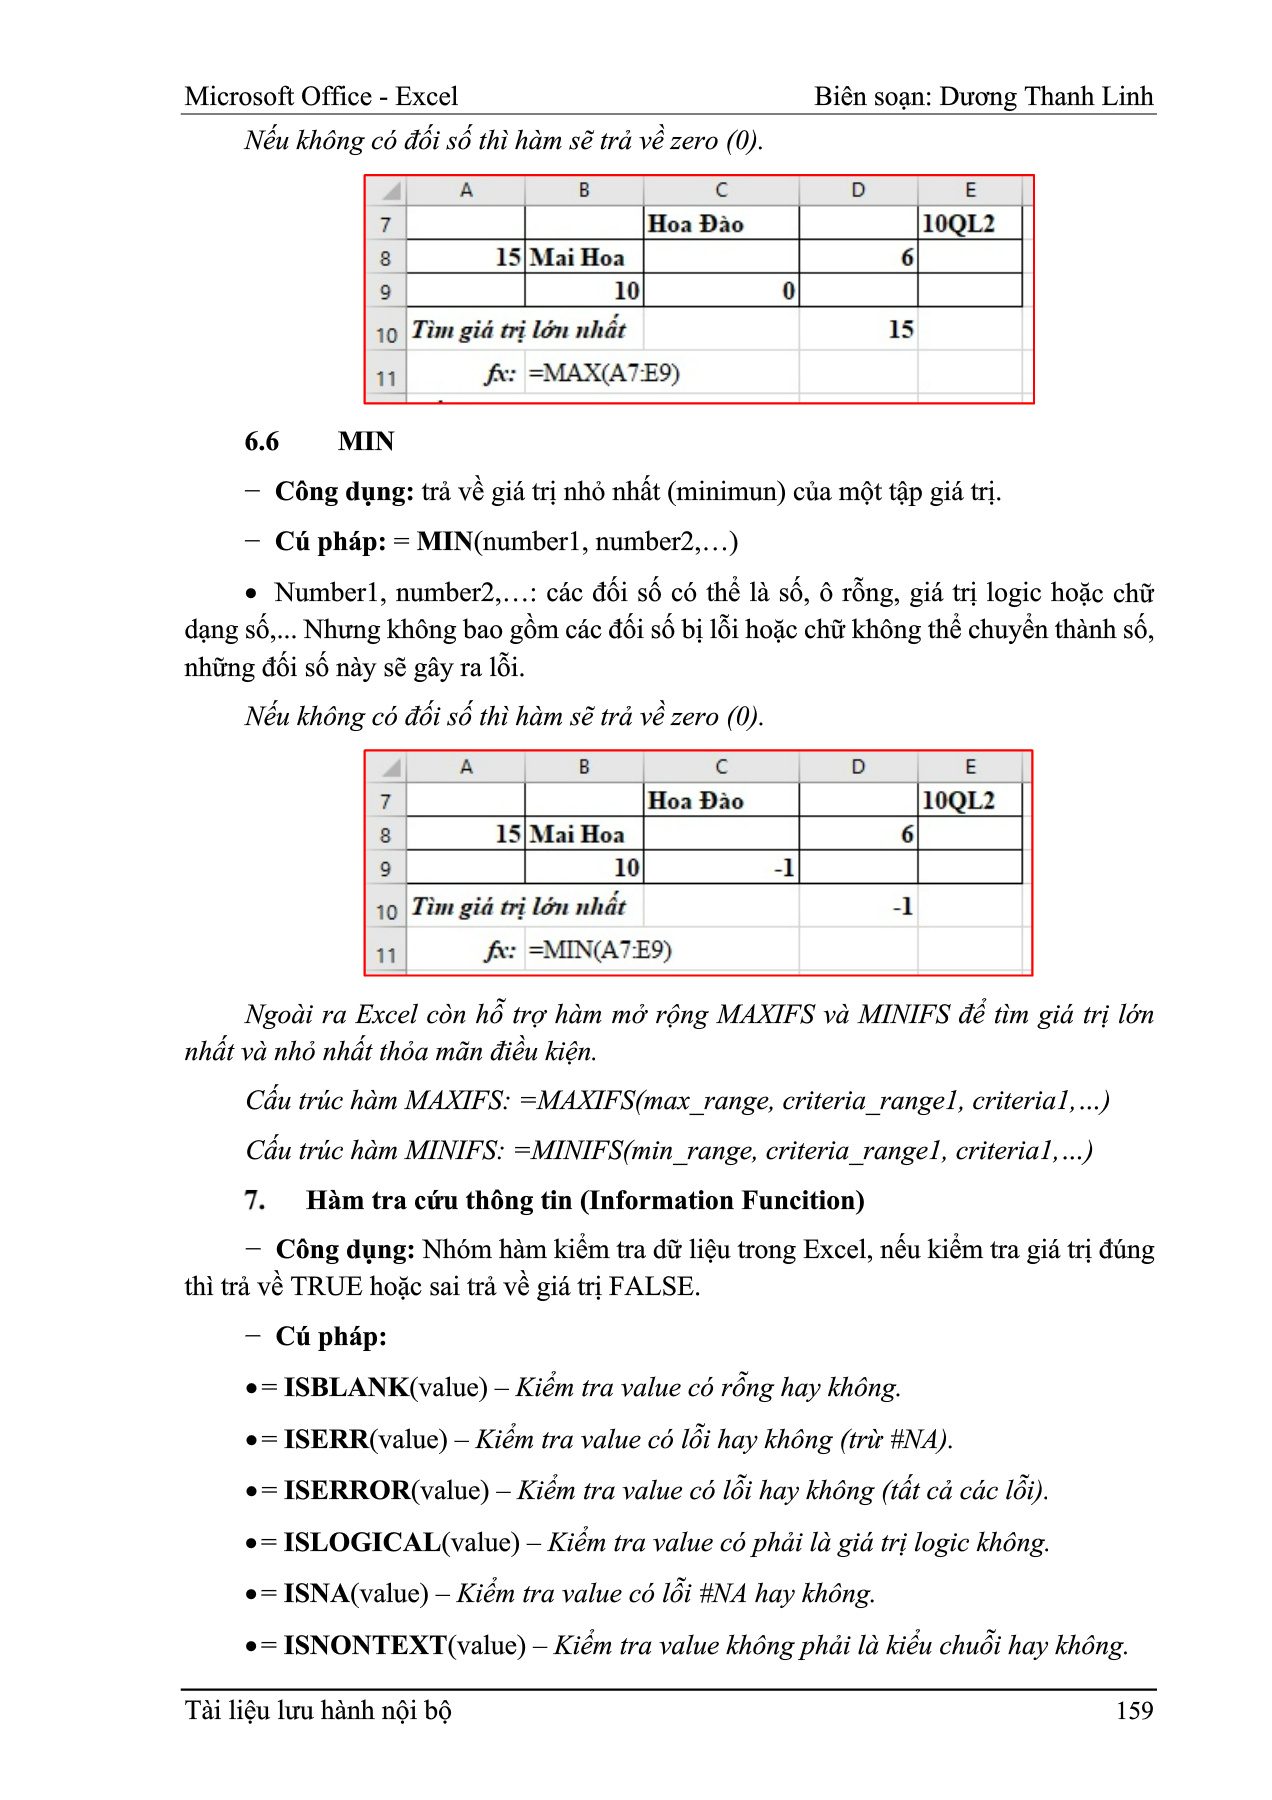 Microsoft Office - Excel Biên soạn: Dương Thanh Linh
Nếu không có đối số thì hàm sẽ trả về zero (0).
A B C D E
7 Hoa Đào 10QL2
8 15 Mai Hoa 6
9 10 0
10 Tìm giá trị lớn nhất 15
11 fx: =MAX(A7:E9)
6.6 MIN
− Công dụng: trả về giá trị nhỏ nhất (minimun) của một tập giá trị.
− Cú pháp: = MIN(number1, number2,…)
• Number1, number2,…: các đối số có thể là số, ô rỗng, giá trị logic hoặc chữ
dạng số,... Nhưng không bao gồm các đối số bị lỗi hoặc chữ không thể chuyển thành số,
những đối số này sẽ gây ra lỗi.
Nếu không có đối số thì hàm sẽ trả về zero (0).
A B C D E
7 Hoa Đào 10QL2
8 15 Mai Hoa 6
9 10 -1
10 Tìm giá trị lớn nhất -1
11 fx: =MIN(A7:E9)
Ngoài ra Excel còn hỗ trợ hàm mở rộng MAXIFS và MINIFS để tìm giá trị lớn
nhất và nhỏ nhất thỏa mãn điều kiện.
Cấu trúc hàm MAXIFS: =MAXIFS(max_range, criteria_range1, criteria1,…)
Cấu trúc hàm MINIFS: =MINIFS(min_range, criteria_range1, criteria1,…)
7. Hàm tra cứu thông tin (Information Funcition)
− Công dụng: Nhóm hàm kiểm tra dữ liệu trong Excel, nếu kiểm tra giá trị đúng
thì trả về TRUE hoặc sai trả về giá trị FALSE.
− Cú pháp:
• = ISBLANK(value) – Kiểm tra value có rỗng hay không.
• = ISERR(value) – Kiểm tra value có lỗi hay không (trừ #NA).
• = ISERROR(value) – Kiểm tra value có lỗi hay không (tất cả các lỗi).
• = ISLOGICAL(value) – Kiểm tra value có phải là giá trị logic không.
• = ISNA(value) – Kiểm tra value có lỗi #NA hay không.
• = ISNONTEXT(value) – Kiểm tra value không phải là kiểu chuỗi hay không.
Tài liệu lưu hành nội bộ 159